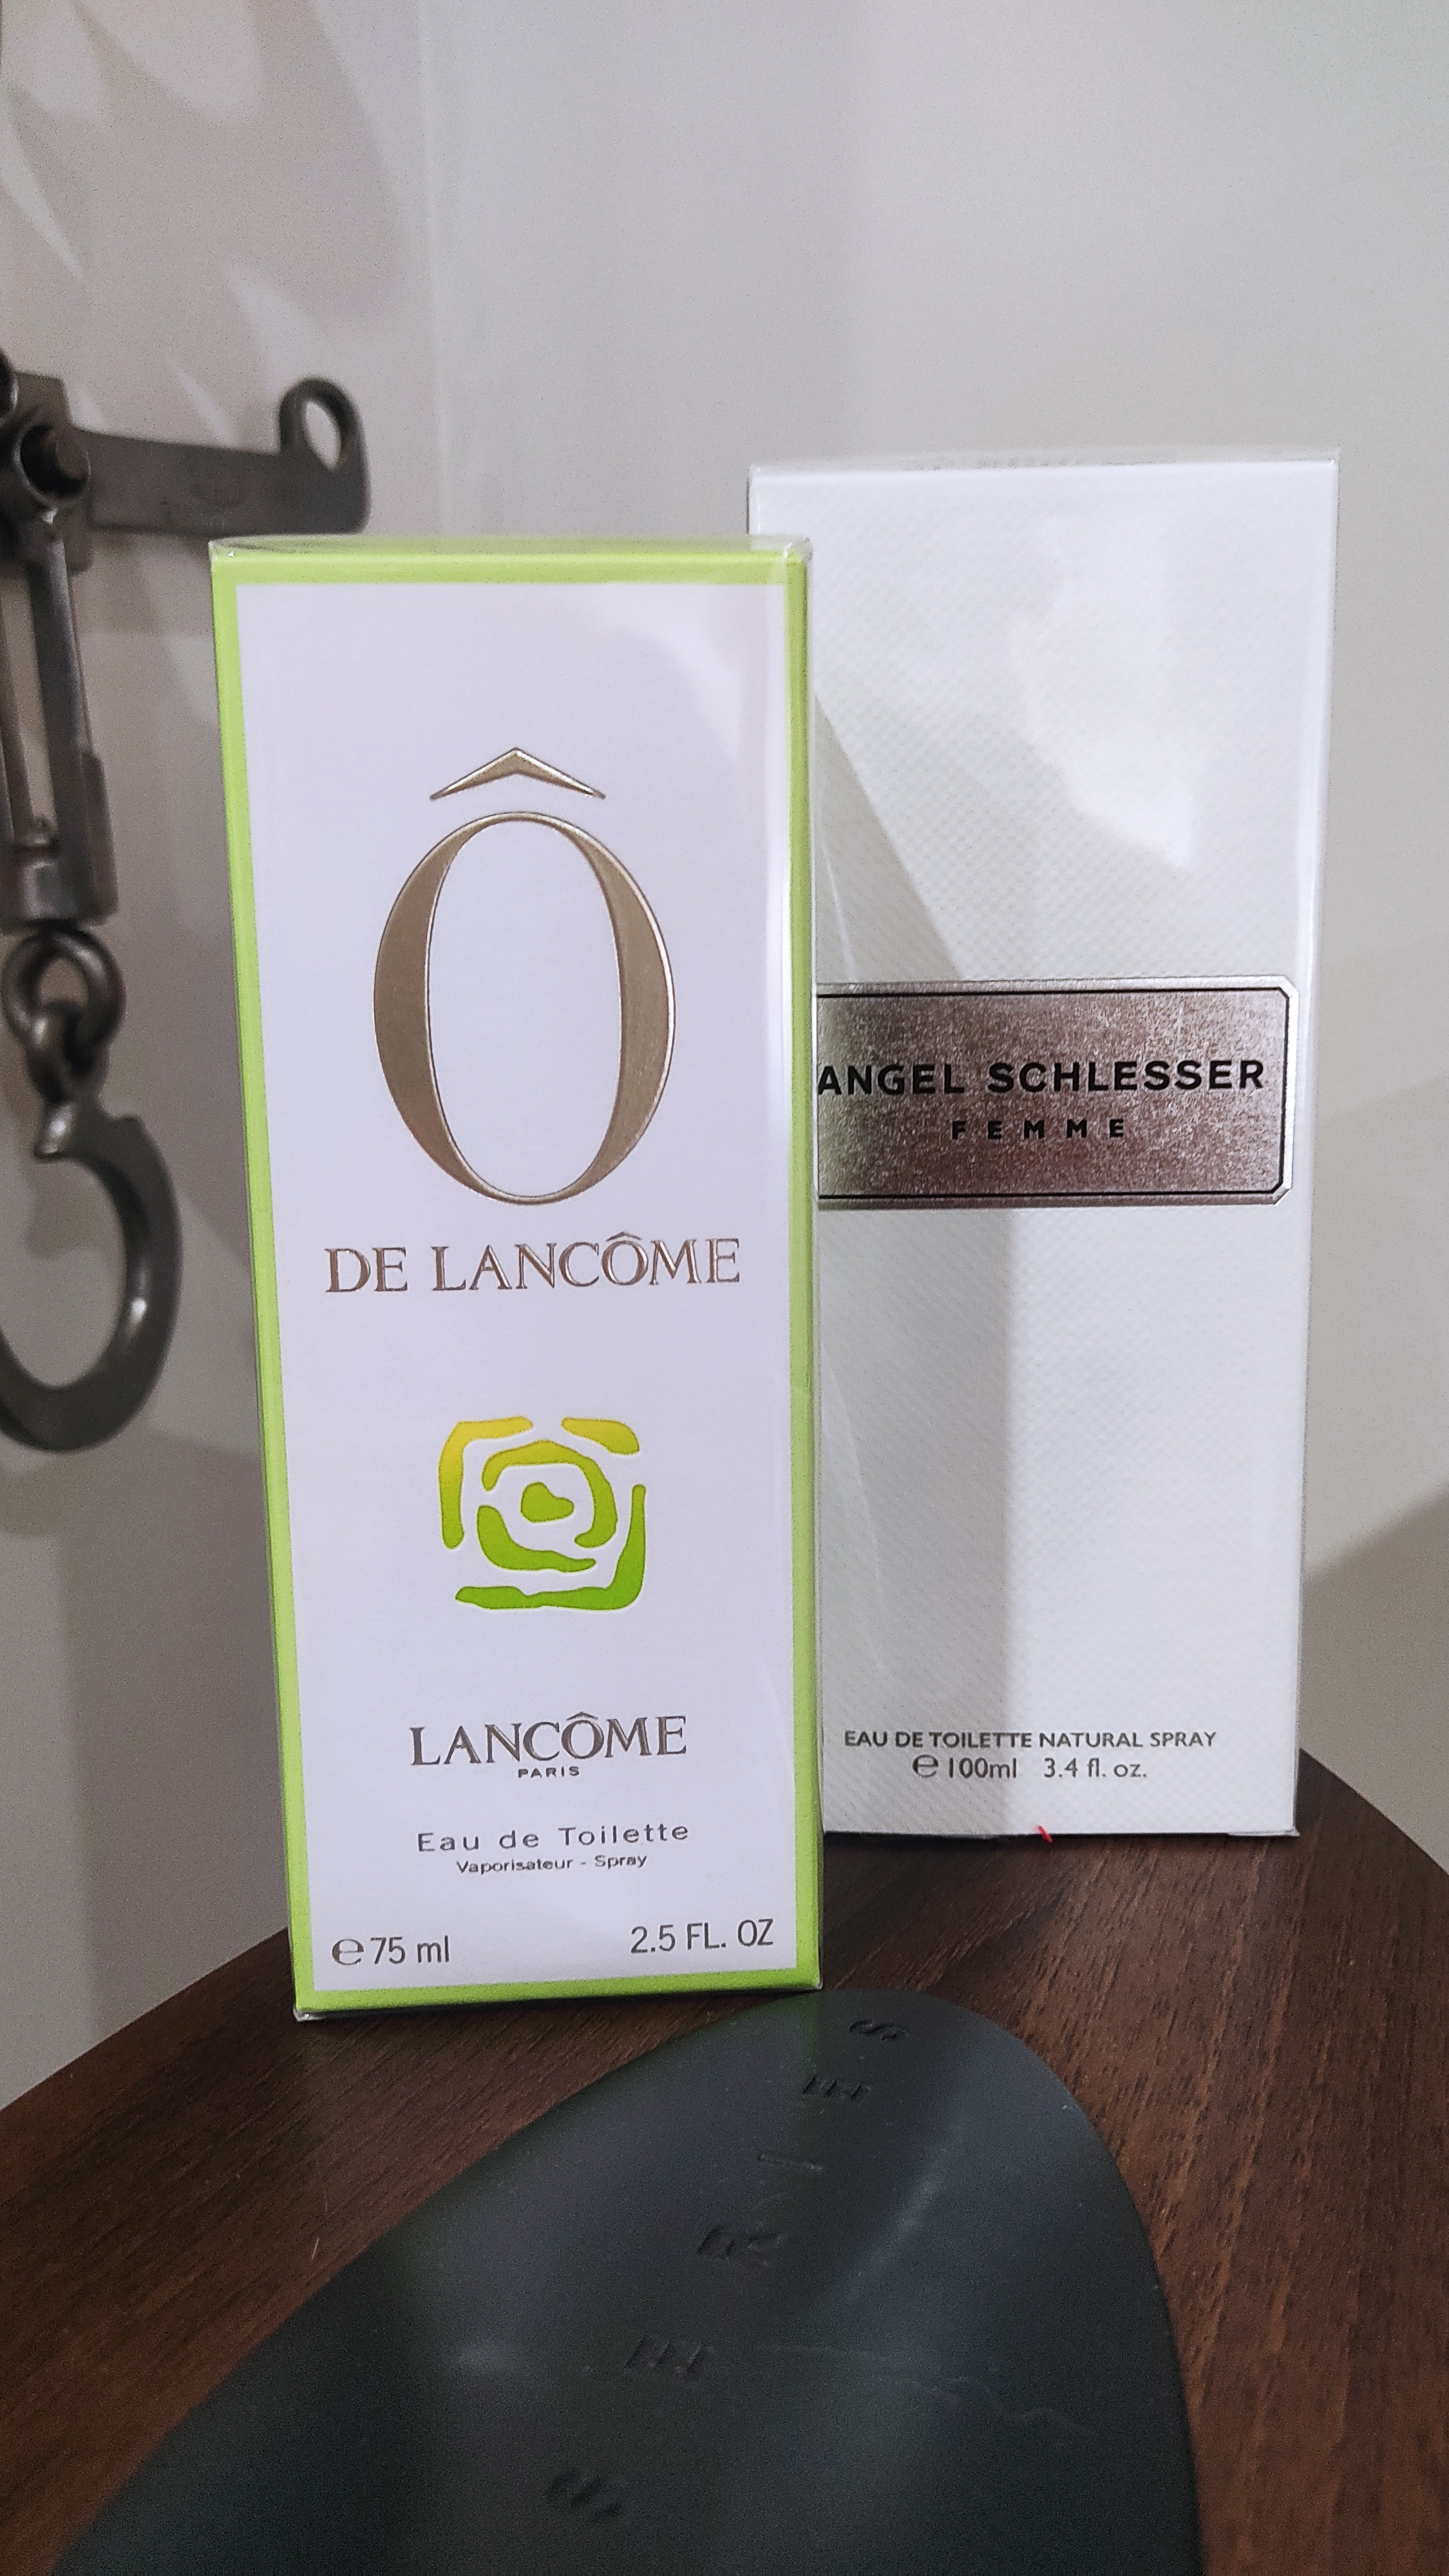 Ô
DE LANCÔME
LANCÔME
PARIS
Eau de Toilette
Vaporisateur - Spray
℮ 75 ml 2.5 FL. OZ
ANGEL SCHLESSER
FEMME
EAU DE TOILETTE NATURAL SPRAY
℮ 100ml 3.4 fl. oz.